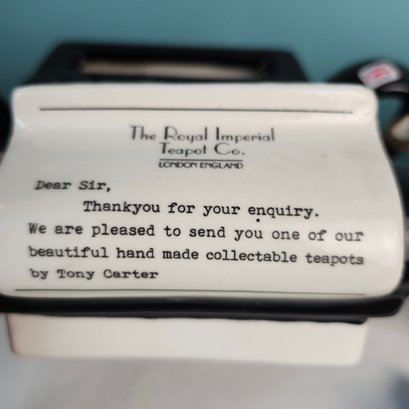 The Royal Imperial
Teapot Co.
LONDON ENGLAND
Dear Sir,
Thankyou for your enquiry.
We are pleased to send you one of our
beautiful hand made collectable teapots
by Tony Carter